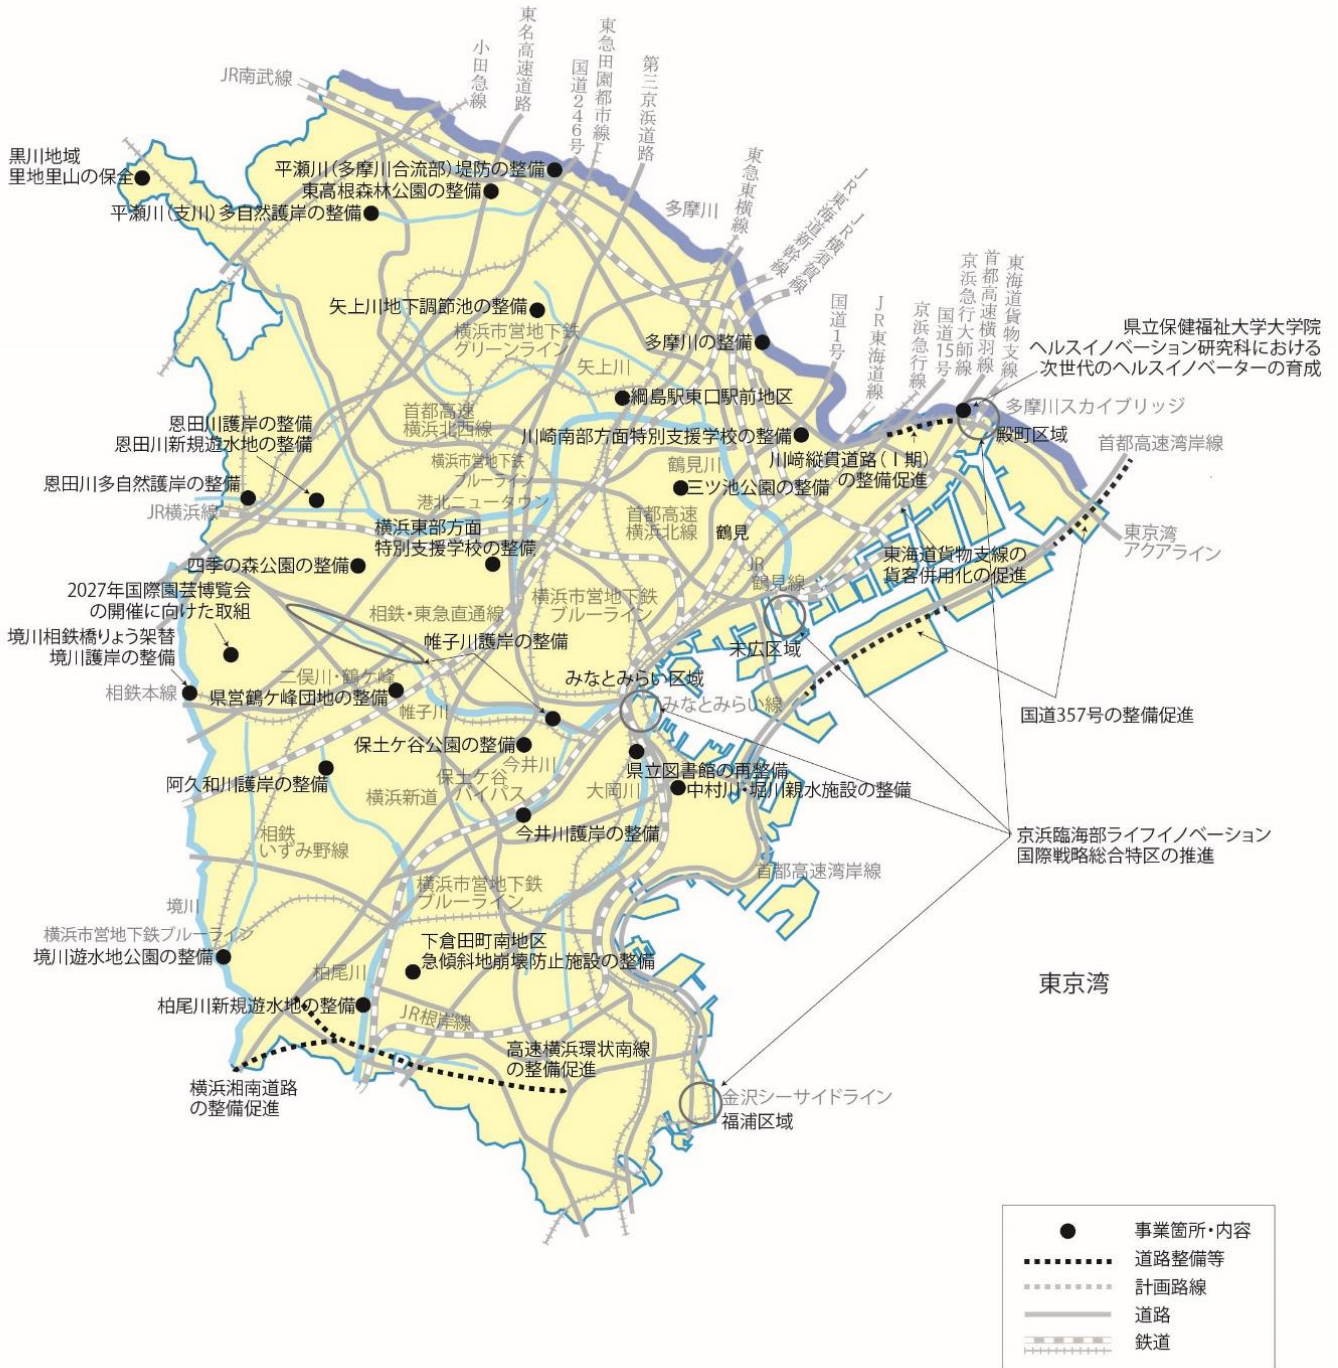 JR南武線
小田急線
東名高速道路
国道246号
東急田園都市線
第三京浜道路
黒川地域
里地里山の保全
平瀬川（多摩川合流部）堤防の整備
東高根森林公園の整備
平瀬川（支川）多自然護岸の整備
多摩川
東急東横線
JR東海道新幹線
JR横須賀線
国道1号
JR東海道線
京浜急行線
国道15号
京浜急行大師線
首都高速横羽線
東海道貨物支線
矢上川地下調節池の整備
横浜市営地下鉄
グリーンライン
多摩川の整備
矢上川
県立保健福祉大学大学院
ヘルスイノベーション研究科における
次世代のヘルスイノベーターの育成
綱島駅東口駅前地区
多摩川スカイブリッジ
殿町区域
首都高速湾岸線
首都高速
横浜北西線
恩田川護岸の整備
恩田川新規遊水地の整備
川崎南部方面特別支援学校の整備
川﨑縦貫道路（Ⅰ期）
の整備促進
横浜市営地下鉄
ブルーライン
鶴見川
恩田川多自然護岸の整備
三ツ池公園の整備
港北ニュータウン
JR横浜線
首都高速
横浜北線
鶴見
横浜東部方面
特別支援学校の整備
東京湾
アクアライン
東海道貨物支線の
貨客併用化の促進
四季の森公園の整備
JR
鶴見線
2027年国際園芸博覧会
の開催に向けた取組
相鉄・東急直通線
横浜市営地下鉄
ブルーライン
境川相鉄橋りょう架替
境川護岸の整備
帷子川護岸の整備
末広区域
二俣川・鶴ケ峰
みなとみらい区域
相鉄本線
県営鶴ケ峰団地の整備
みなとみらい線
帷子川
国道357号の整備促進
保土ケ谷公園の整備
今井川
県立図書館の再整備
阿久和川護岸の整備
保土ケ谷
バイパス
横浜新道
大岡川
中村川・堀川親水施設の整備
今井川護岸の整備
相鉄
いずみ野線
京浜臨海部ライフイノベーション
国際戦略総合特区の推進
首都高速湾岸線
横浜市営地下鉄
ブルーライン
境川
横浜市営地下鉄ブルーライン
境川遊水地公園の整備
下倉田町南地区
急傾斜地崩壊防止施設の整備
柏尾川
東京湾
柏尾川新規遊水地の整備
JR根岸線
高速横浜環状南線
の整備促進
横浜湘南道路
の整備促進
金沢シーサイドライン
福浦区域
事業箇所・内容
道路整備等
計画路線
道路
鉄道